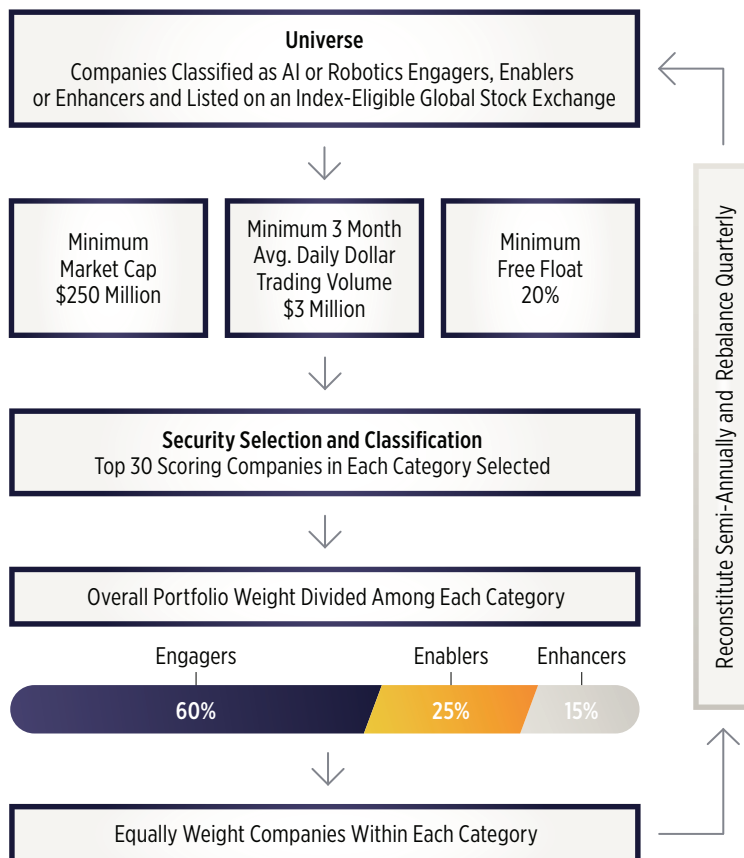 Universe
Companies Classified as AI or Robotics Engagers, Enablers
or Enhancers and Listed on an Index-Eligible Global Stock Exchange
Minimum
Market Cap
$250 Million
Minimum 3 Month
Avg. Daily Dollar
Trading Volume
$3 Million
Minimum
Free Float
20%
Security Selection and Classification
Top 30 Scoring Companies in Each Category Selected
Overall Portfolio Weight Divided Among Each Category
Engagers
Enablers
Enhancers
60%
25%
15%
Equally Weight Companies Within Each Category
Reconstitute Semi-Annually and Rebalance Quarterly